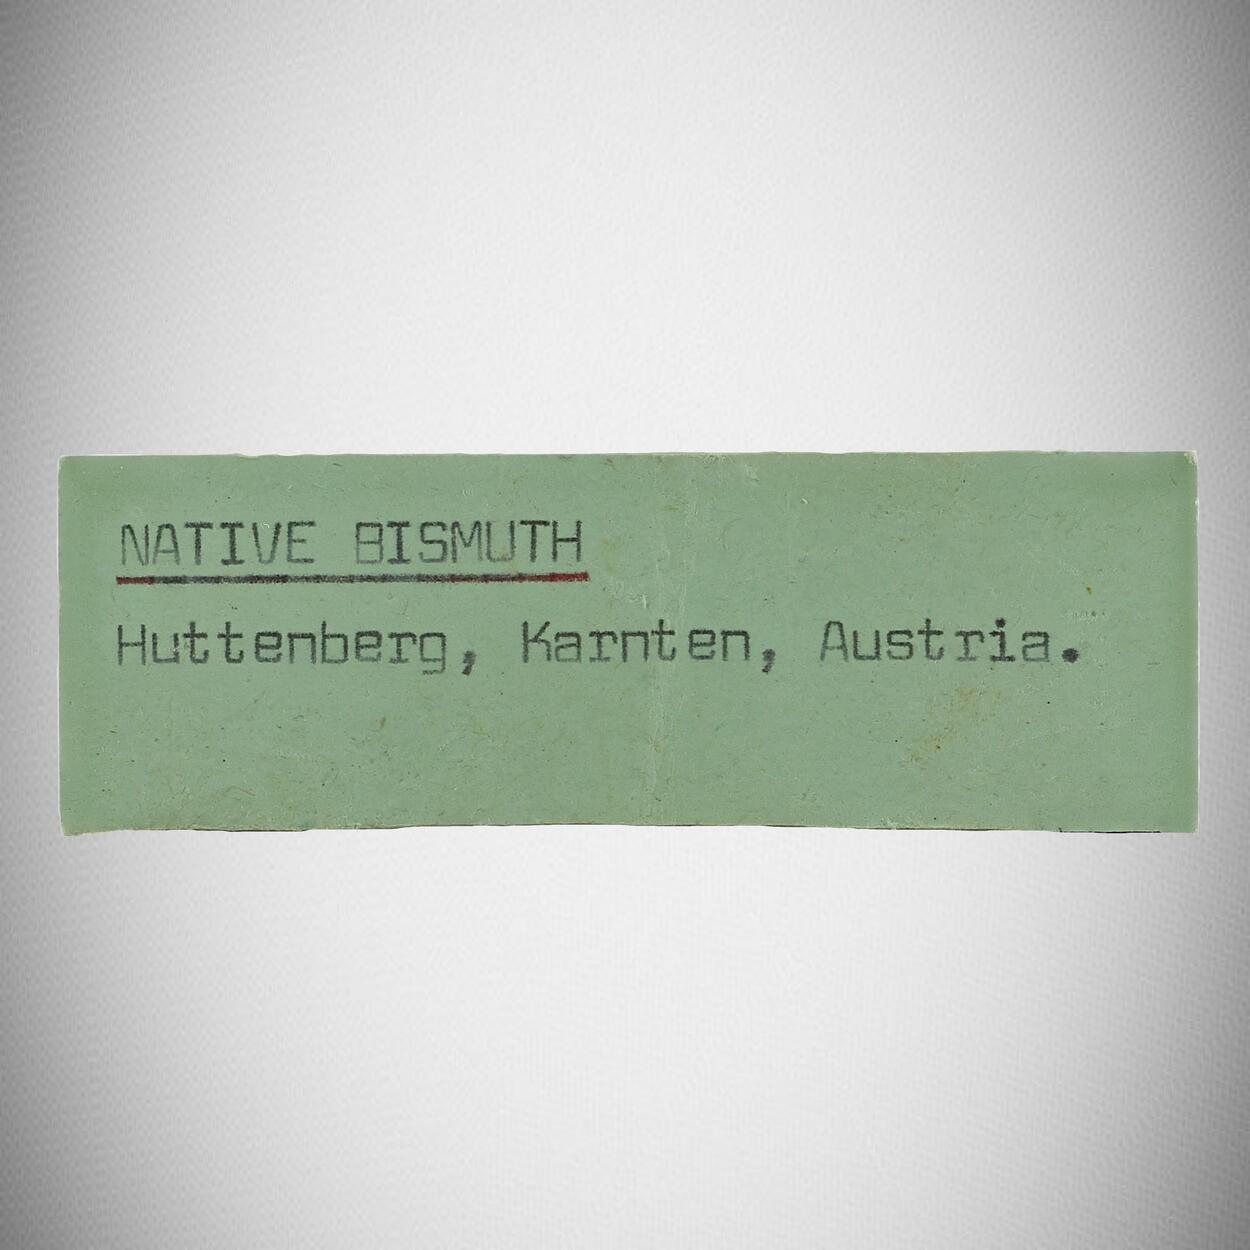 NATIVE BISMUTH
Huttenberg, Karnten, Austria.